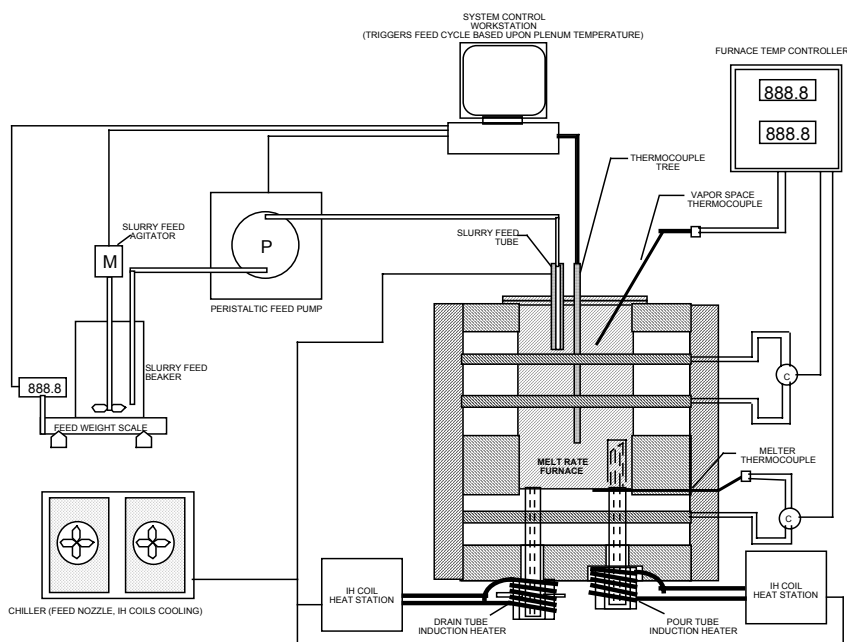 SYSTEM CONTROL
WORKSTATION
(TRIGGERS FEED CYCLE BASED UPON PLENUM TEMPERATURE)
FURNACE TEMP CONTROLLER
888.8
888.8
THERMOCOUPLE
TREE
VAPOR SPACE
THERMOCOUPLE
SLURRY FEED
AGITATOR
M
P
SLURRY FEED
TUBE
PERISTALTIC FEED PUMP
SLURRY FEED
BEAKER
888.8
FEED WEIGHT SCALE
C
MELT RATE
FURNACE
MELTER
THERMOCOUPLE
C
IH COIL
HEAT STATION
IH COIL
HEAT STATION
CHILLER (FEED NOZZLE, IH COILS COOLING)
DRAIN TUBE
INDUCTION HEATER
POUR TUBE
INDUCTION HEATER